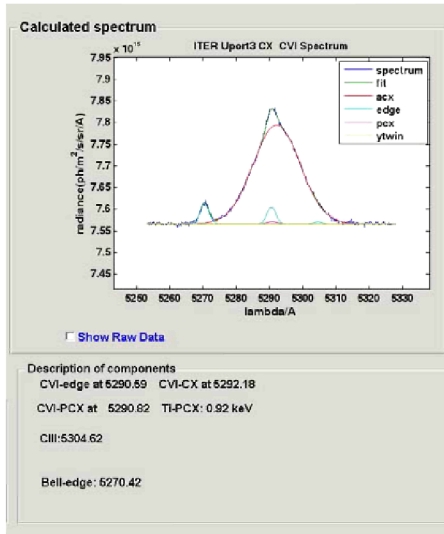 Calculated spectrum
x 10^15
ITER Uport3 CX CVI Spectrum
7.95
7.9
7.85
7.8
7.75
7.7
7.65
7.6
7.55
7.5
7.45
radiance(ph/m^2/s/sr/A)
spectrum
fit
acx
edge
pcx
ytwin
5250 5260 5270 5280 5290 5300 5310 5320 5330
lambda/A
Show Raw Data
Description of components
CVI-edge at 5290.59 CVI-CX at 5292.18
CVI-PCX at 5290.82 Ti-PCX: 0.92 keV
CIII:5304.62
BeII-edge: 5270.42